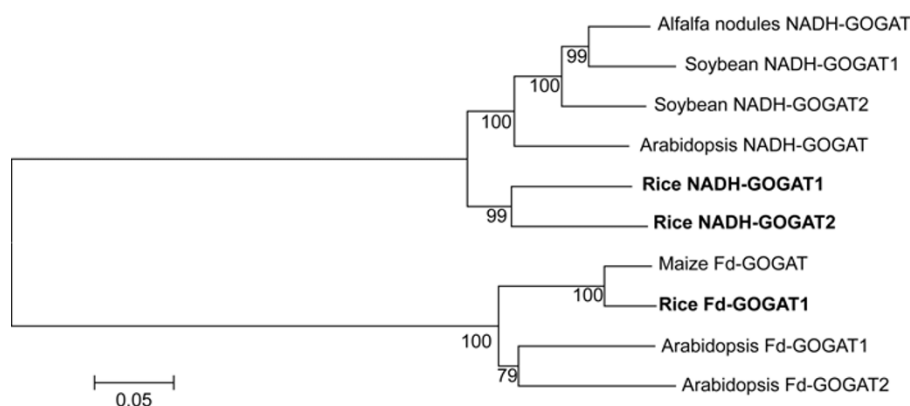 Alfalfa nodules NADH-GOGAT
99
Soybean NADH-GOGAT1
100
Soybean NADH-GOGAT2
100
Arabidopsis NADH-GOGAT
Rice NADH-GOGAT1
99
Rice NADH-GOGAT2
Maize Fd-GOGAT
100
Rice Fd-GOGAT1
100
Arabidopsis Fd-GOGAT1
79
Arabidopsis Fd-GOGAT2
0.05